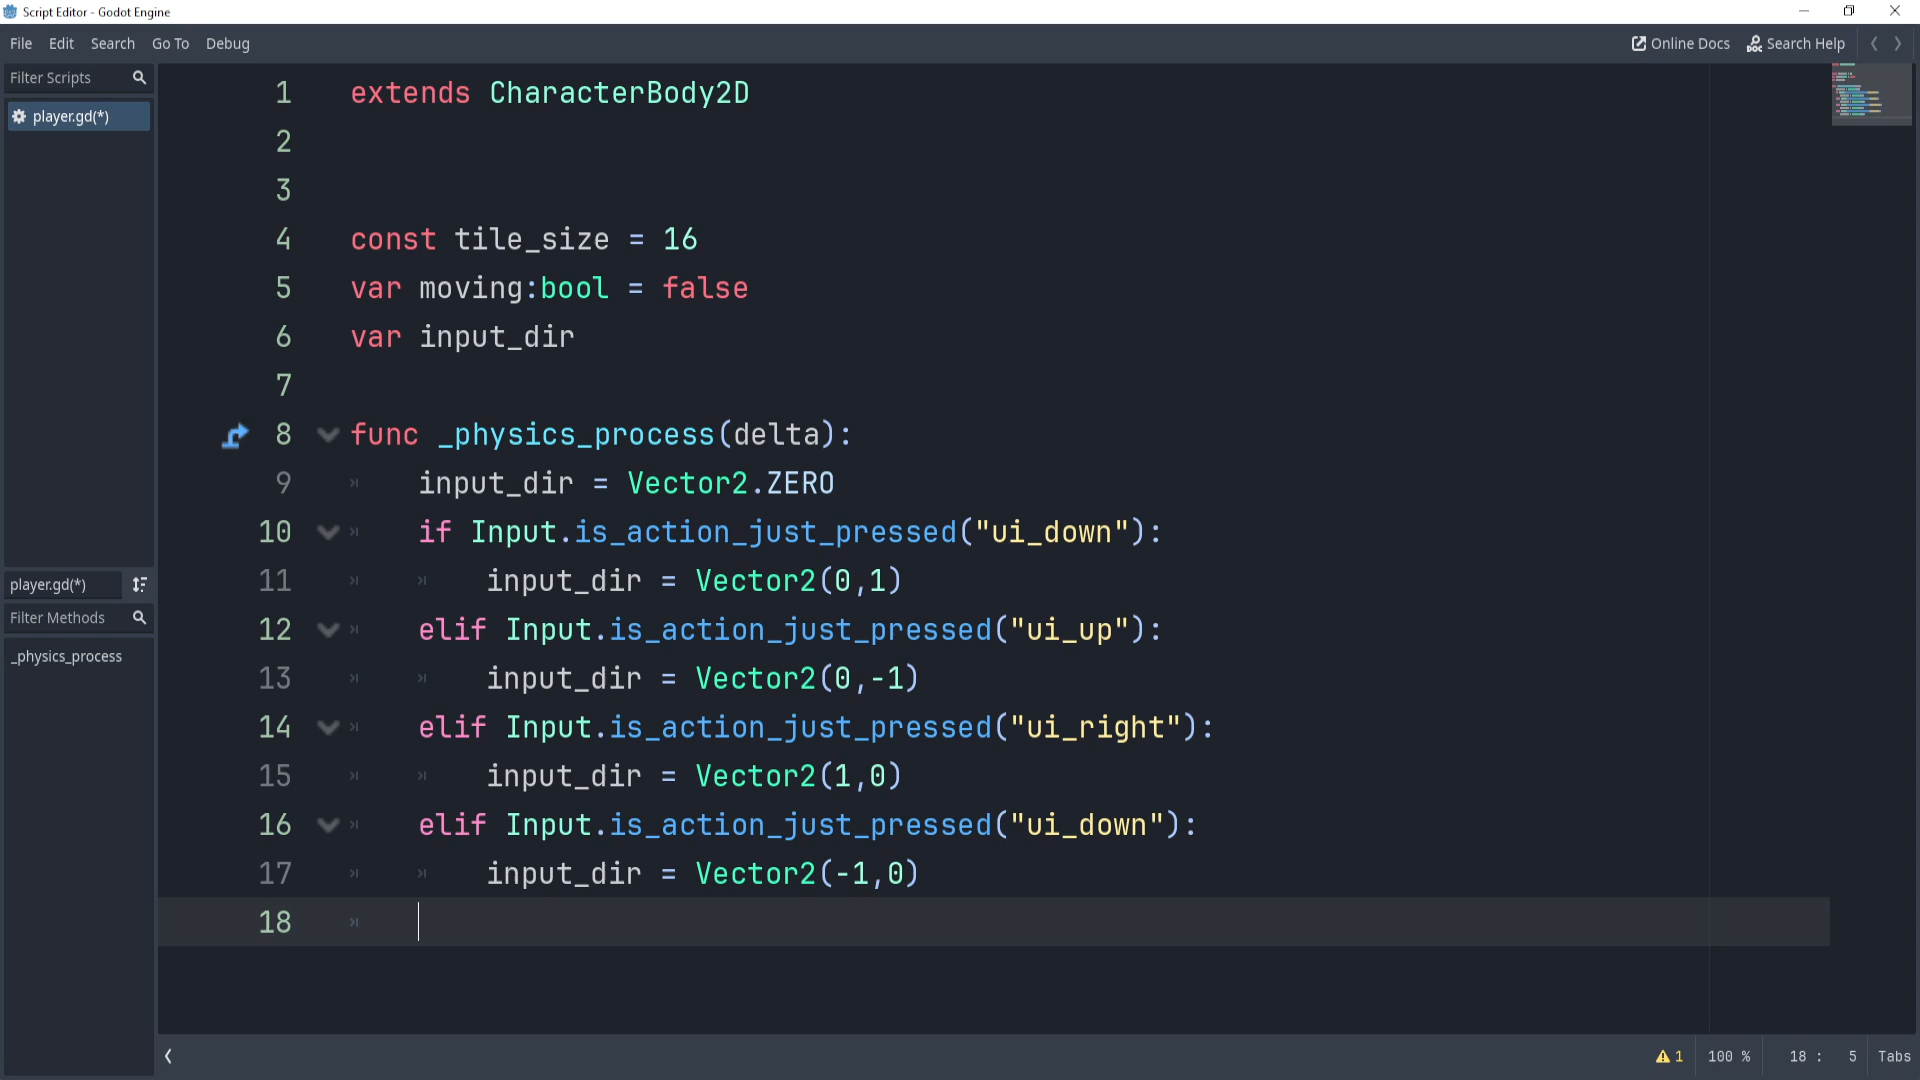 Script Editor - Godot Engine
File Edit Search Go To Debug
Online Docs Search Help
Filter Scripts
player.gd(*)
player.gd(*)
Filter Methods
_physics_process
1 extends CharacterBody2D
2
3
4 const tile_size = 16
5 var moving:bool = false
6 var input_dir
7
8 func _physics_process(delta):
9 input_dir = Vector2.ZERO
10 if Input.is_action_just_pressed("ui_down"):
11 input_dir = Vector2(0,1)
12 elif Input.is_action_just_pressed("ui_up"):
13 input_dir = Vector2(0,-1)
14 elif Input.is_action_just_pressed("ui_right"):
15 input_dir = Vector2(1,0)
16 elif Input.is_action_just_pressed("ui_down"):
17 input_dir = Vector2(-1,0)
18
1 100 % 18 : 5 Tabs